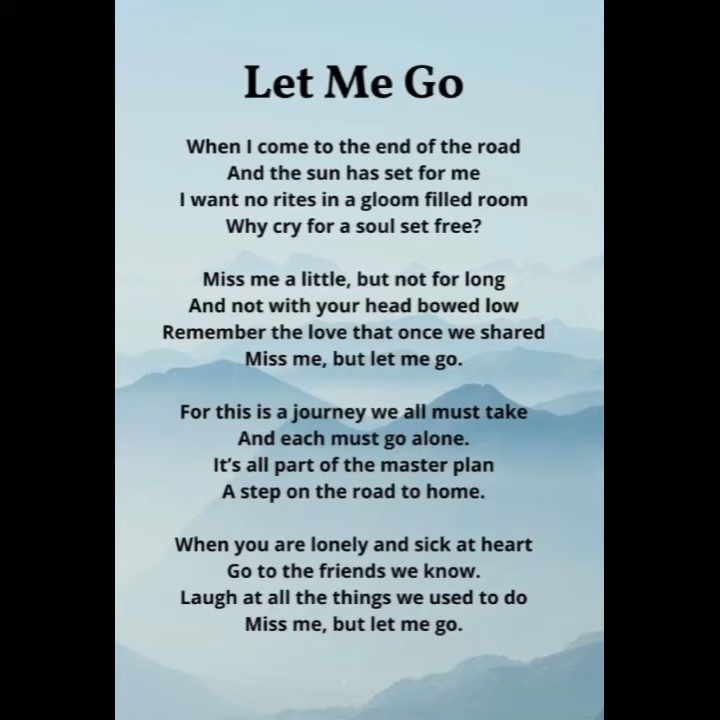 Let Me Go
When I come to the end of the road
And the sun has set for me
I want no rites in a gloom filled room
Why cry for a soul set free?
Miss me a little, but not for long
And not with your head bowed low
Remember the love that once we shared
Miss me, but let me go.
For this is a journey we all must take
And each must go alone.
It’s all part of the master plan
A step on the road to home.
When you are lonely and sick at heart
Go to the friends we know.
Laugh at all the things we used to do
Miss me, but let me go.